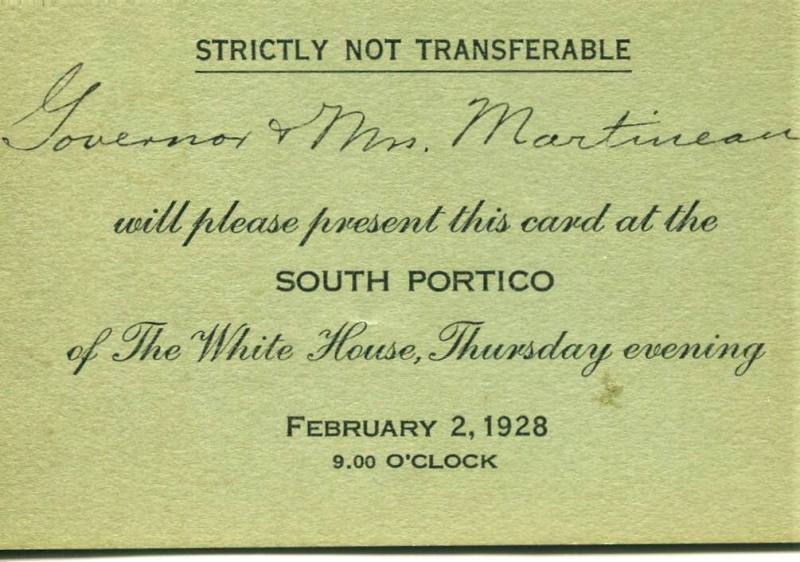 STRICTLY NOT TRANSFERABLE
Governor & Mrs. Martineau
will please present this card at the
SOUTH PORTICO
of The White House, Thursday evening
FEBRUARY 2, 1928
9.00 O'CLOCK